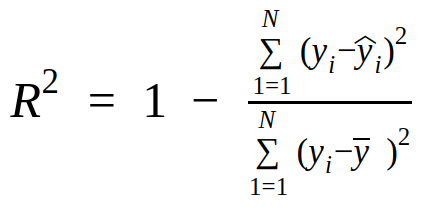 R² = 1 − 
N
∑ (yᵢ−ŷᵢ)²
1=1
N
∑ (yᵢ−y̅ )²
1=1